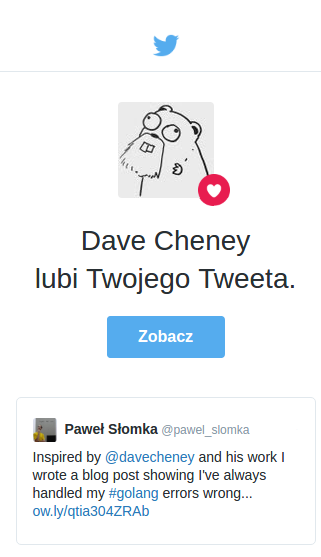 Dave Cheney
lubi Twojego Tweeta.
Zobacz
Paweł Słomka @pawel_slomka
Inspired by @davecheney and his work I
wrote a blog post showing I've always
handled my #golang errors wrong...
ow.ly/qtia304ZRAb